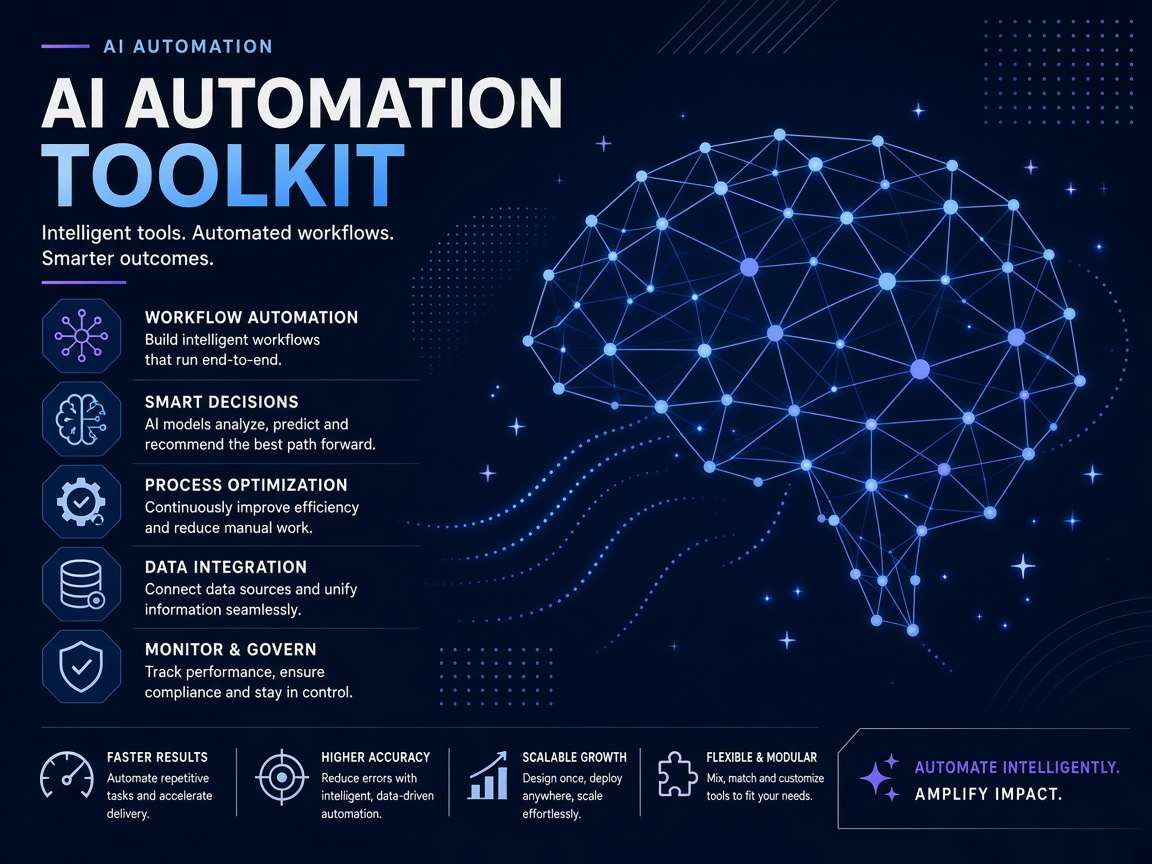 AI AUTOMATION
AI AUTOMATION
TOOLKIT
Intelligent tools. Automated workflows.
Smarter outcomes.
WORKFLOW AUTOMATION
Build intelligent workflows
that run end-to-end.
SMART DECISIONS
AI models analyze, predict and
recommend the best path forward.
PROCESS OPTIMIZATION
Continuously improve efficiency
and reduce manual work.
DATA INTEGRATION
Connect data sources and unify
information seamlessly.
MONITOR & GOVERN
Track performance, ensure
compliance and stay in control.
FASTER RESULTS
Automate repetitive
tasks and accelerate
delivery.
HIGHER ACCURACY
Reduce errors with
intelligent, data-driven
automation.
SCALABLE GROWTH
Design once, deploy
anywhere, scale
effortlessly.
FLEXIBLE & MODULAR
Mix, match and customize
tools to fit your needs.
AUTOMATE INTELLIGENTLY.
AMPLIFY IMPACT.